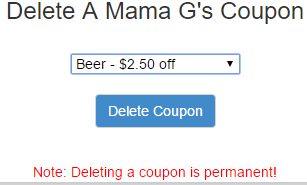 Delete A Mama G's Coupon
Beer - $2.50 off
Delete Coupon
Note: Deleting a coupon is permanent!